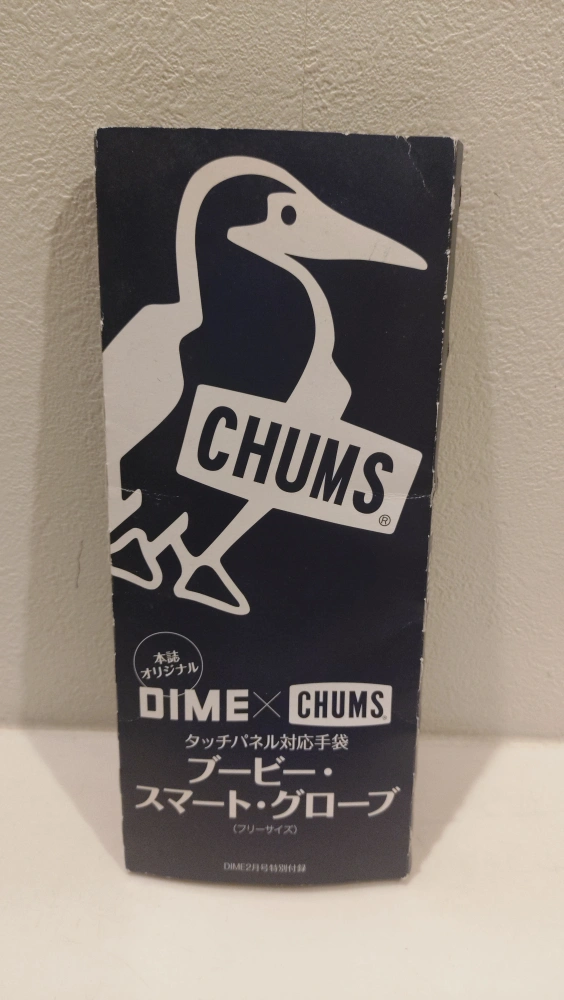 CHUMS®
本誌
オリジナル
DIME×CHUMS®
タッチパネル対応手袋
ブービー・
スマート・グローブ
(フリーサイズ)
DIME2月号特別付録